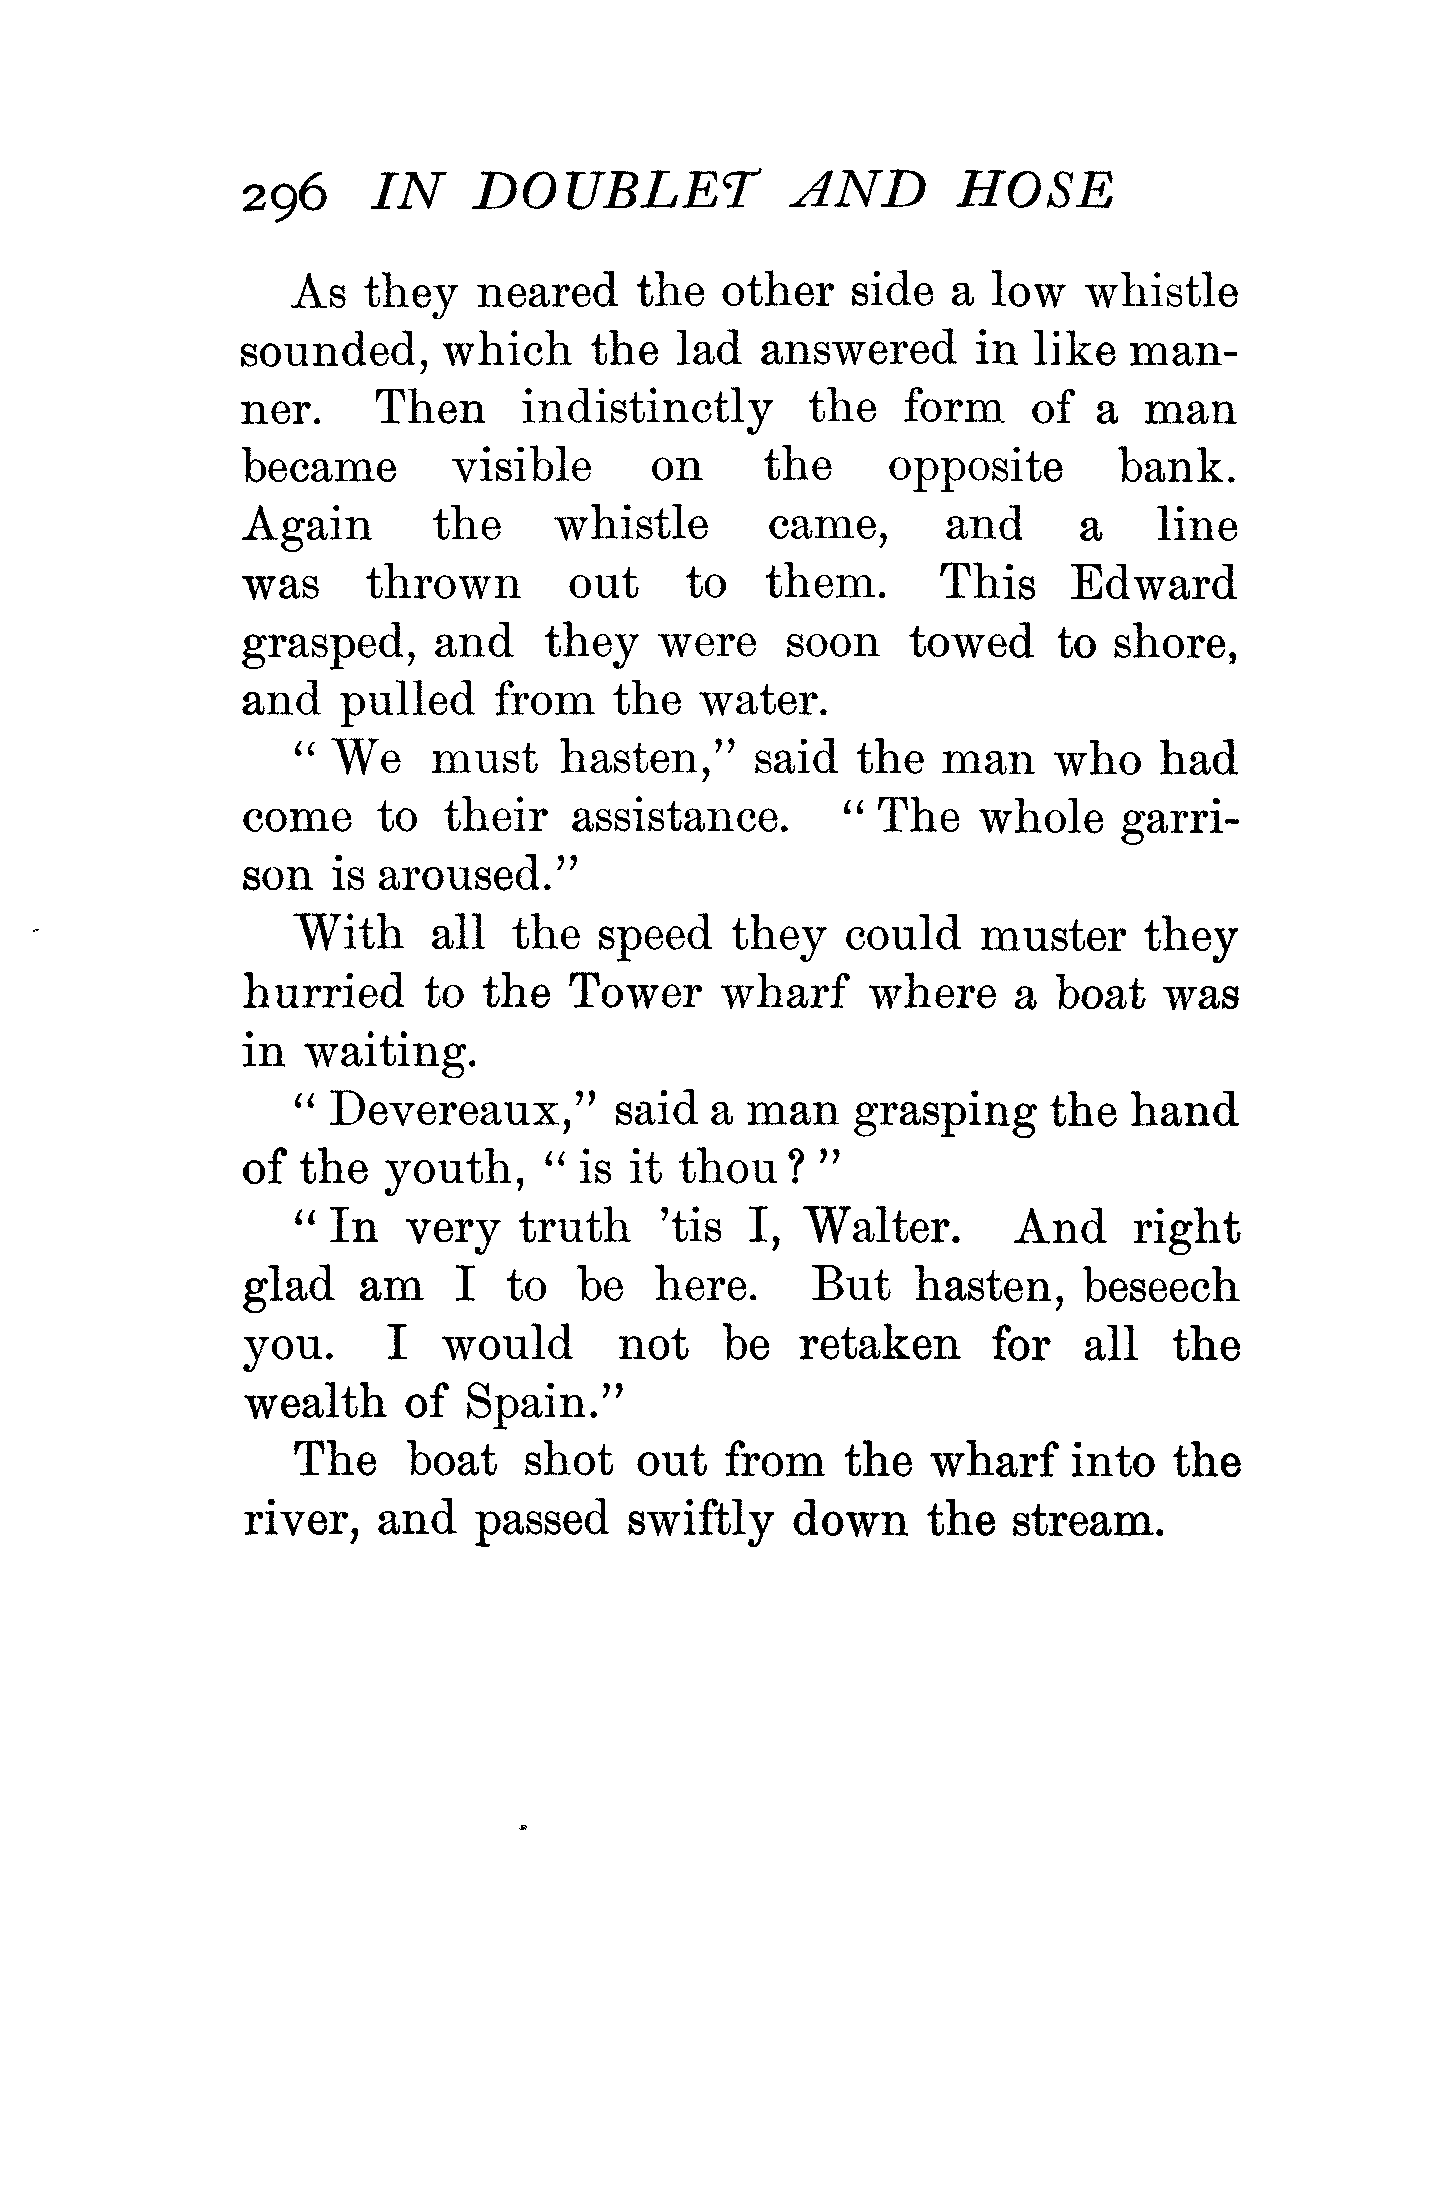 296 IN DOUBLET AND HOSE
As they neared the other side a low whistle
sounded, which the lad answered in like man-
ner. Then indistinctly the form of a man
became visible on the opposite bank.
Again the whistle came, and a line
was thrown out to them. This Edward
grasped, and they were soon towed to shore,
and pulled from the water.
“ We must hasten,” said the man who had
come to their assistance. “ The whole garri-
son is aroused.”
With all the speed they could muster they
hurried to the Tower wharf where a boat was
in waiting.
“ Devereaux,” said a man grasping the hand
of the youth, “ is it thou ? ”
“ In very truth ’tis I, Walter. And right
glad am I to be here. But hasten, beseech
you. I would not be retaken for all the
wealth of Spain.”
The boat shot out from the wharf into the
river, and passed swiftly down the stream.